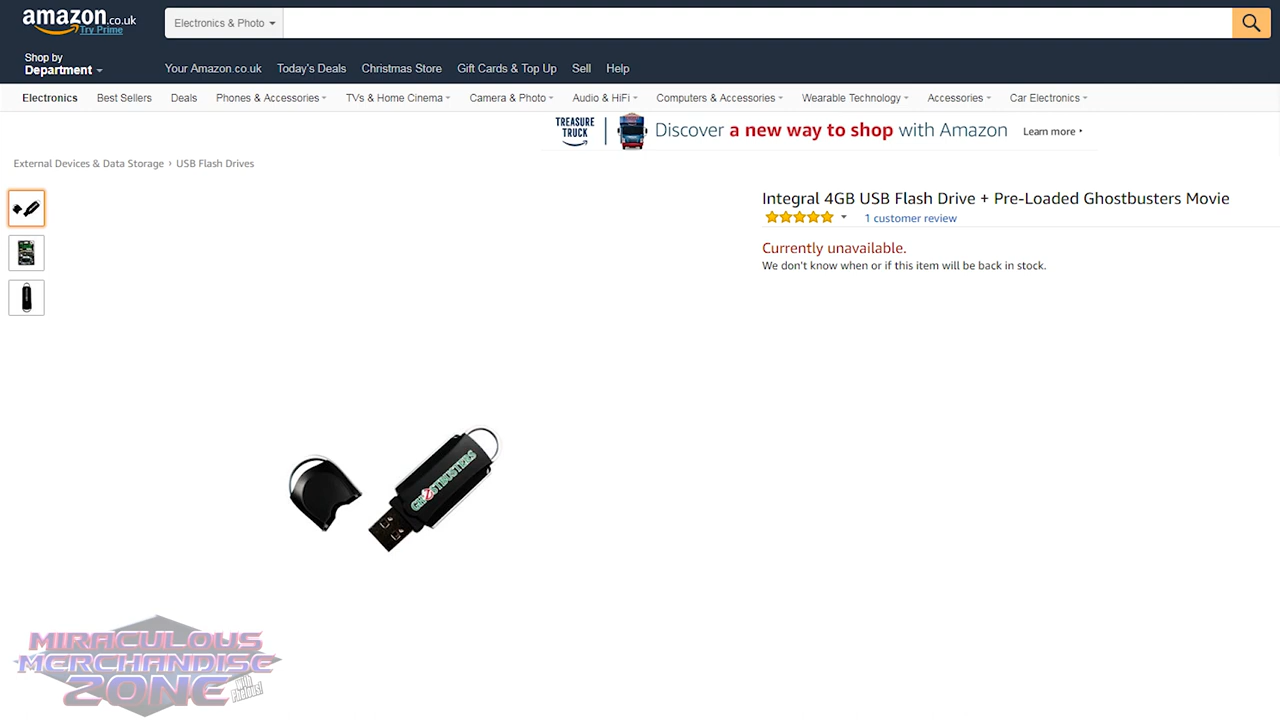 amazon.co.uk
Try Prime
Electronics & Photo
Shop by
Department
Your Amazon.co.uk Today's Deals Christmas Store Gift Cards & Top Up Sell Help
Electronics Best Sellers Deals Phones & Accessories TVs & Home Cinema Camera & Photo Audio & HiFi Computers & Accessories Wearable Technology Accessories Car Electronics
TREASURE
TRUCK
Discover a new way to shop with Amazon Learn more
External Devices & Data Storage › USB Flash Drives
Integral 4GB USB Flash Drive + Pre-Loaded Ghostbusters Movie
1 customer review
Currently unavailable.
We don't know when or if this item will be back in stock.
GHOSTBUSTERS
MIRACULOUS
MERCHANDISE
ZONE
with
Phelous!